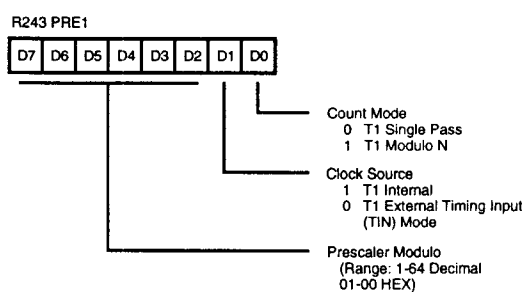 R243 PRE1
D7 D6 D5 D4 D3 D2 D1 D0
Count Mode
0 T1 Single Pass
1 T1 Modulo N
Clock Source
1 T1 Internal
0 T1 External Timing Input
(TIN) Mode
Prescaler Modulo
(Range: 1-64 Decimal
01-00 HEX)